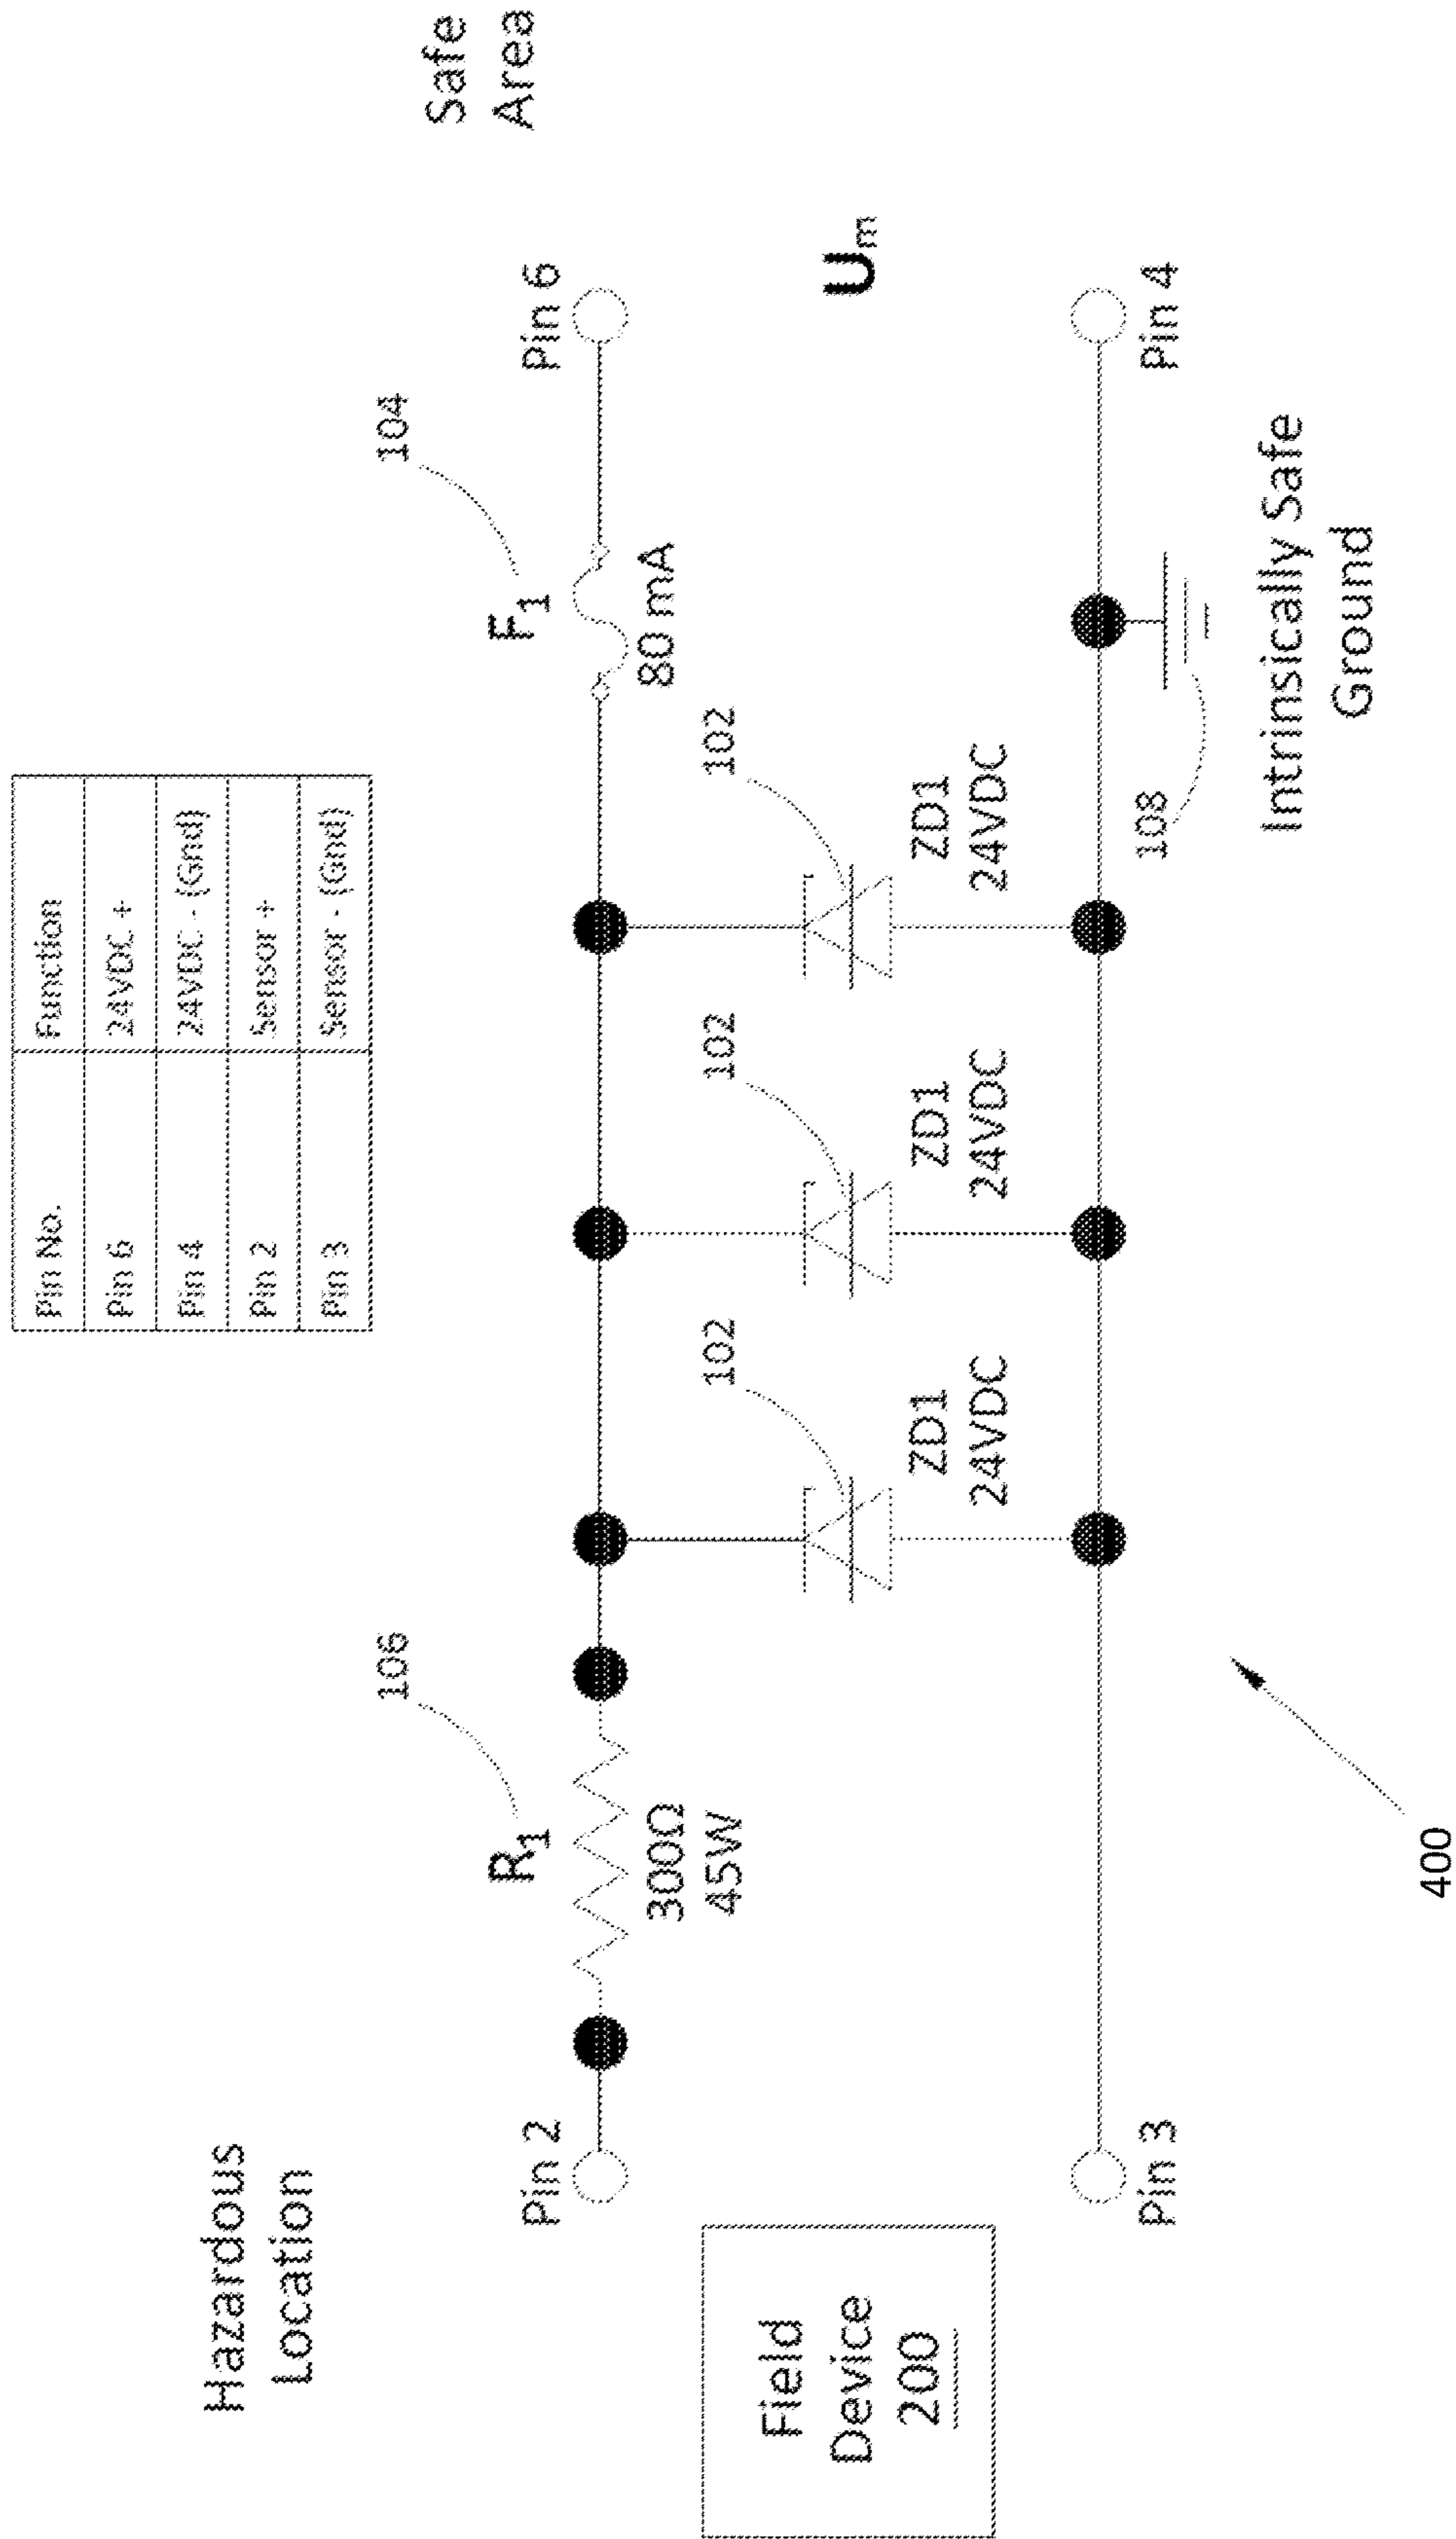 Pin No. Function
Pin 6 24VDC +
Pin 4 24VDC - (Gnd)
Pin 2 Sensor +
Pin 3 Sensor - (Gnd)
Hazardous
Location
Safe
Area
106
104
R1
F1
Pin 2
Pin 6
300Ω
45W
80 mA
102
102
102
Field
Device
200
Um
ZD1
24VDC
ZD1
24VDC
ZD1
24VDC
Pin 3
Pin 4
108
Intrinsically Safe
Ground
400